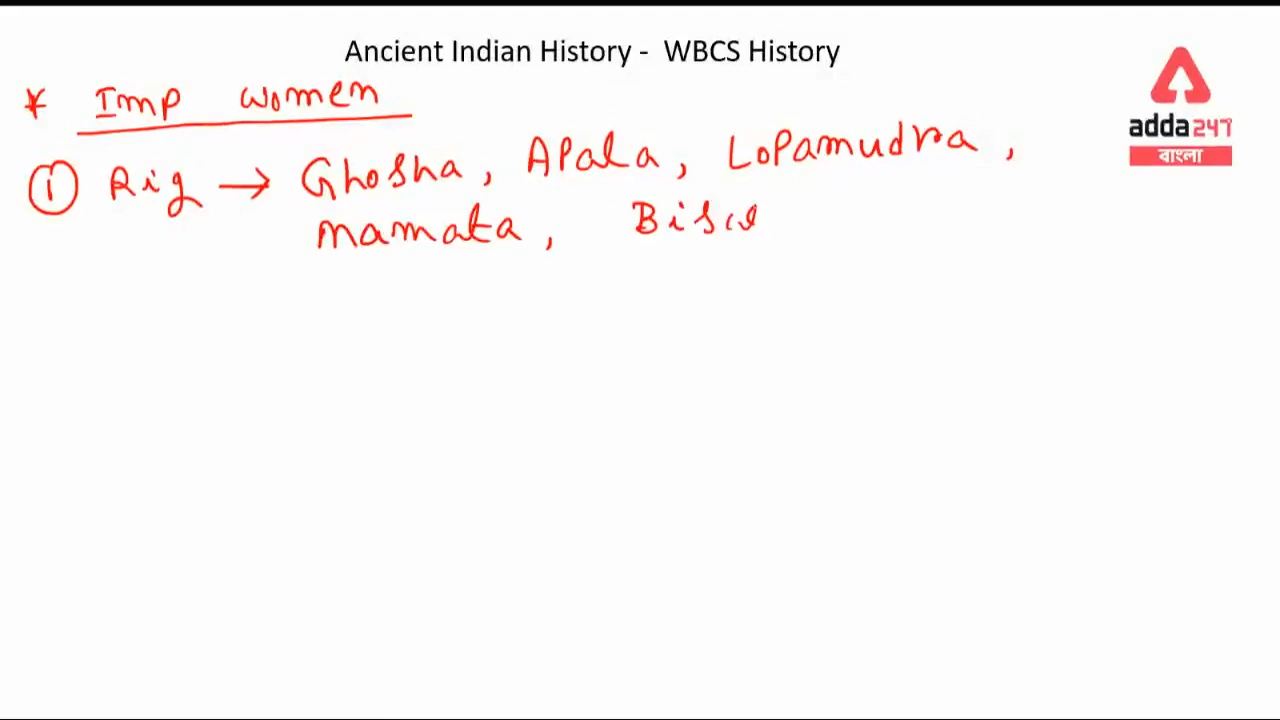 Ancient Indian History - WBCS History
* Imp women
adda247
বাংলা
① Rig → Ghosha, Apala, Lopamudra,
mamata,